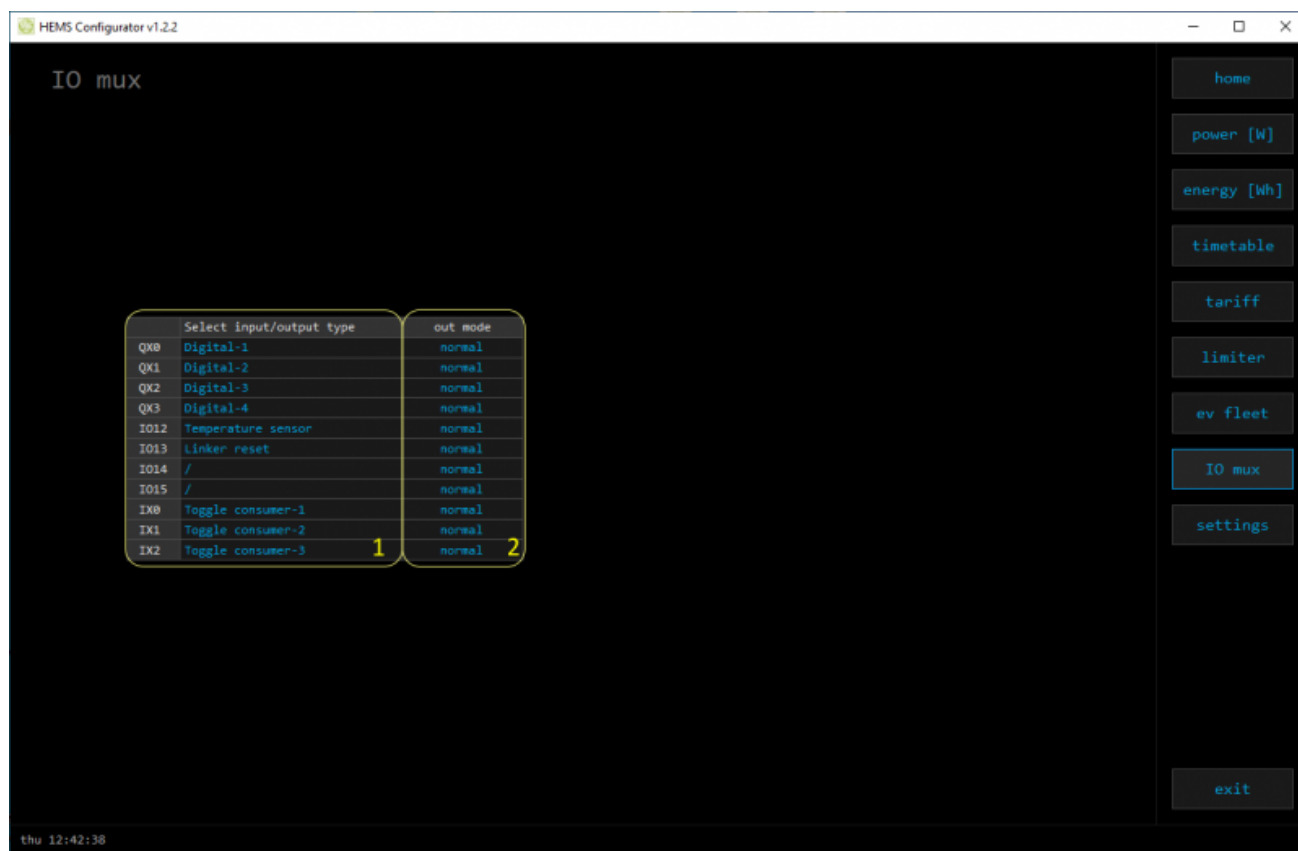 HEMS Configurator v1.2.2
IO mux
Select input/output type out mode
QX0 Digital-1 normal
QX1 Digital-2 normal
QX2 Digital-3 normal
QX3 Digital-4 normal
IO12 Temperature sensor normal
IO13 Linker reset normal
IO14 / normal
IO15 / normal
IX0 Toggle consumer-1 normal
IX1 Toggle consumer-2 normal
IX2 Toggle consumer-3 1 normal 2
home
power [W]
energy [Wh]
timetable
tariff
limiter
ev fleet
IO mux
settings
exit
thu 12:42:38